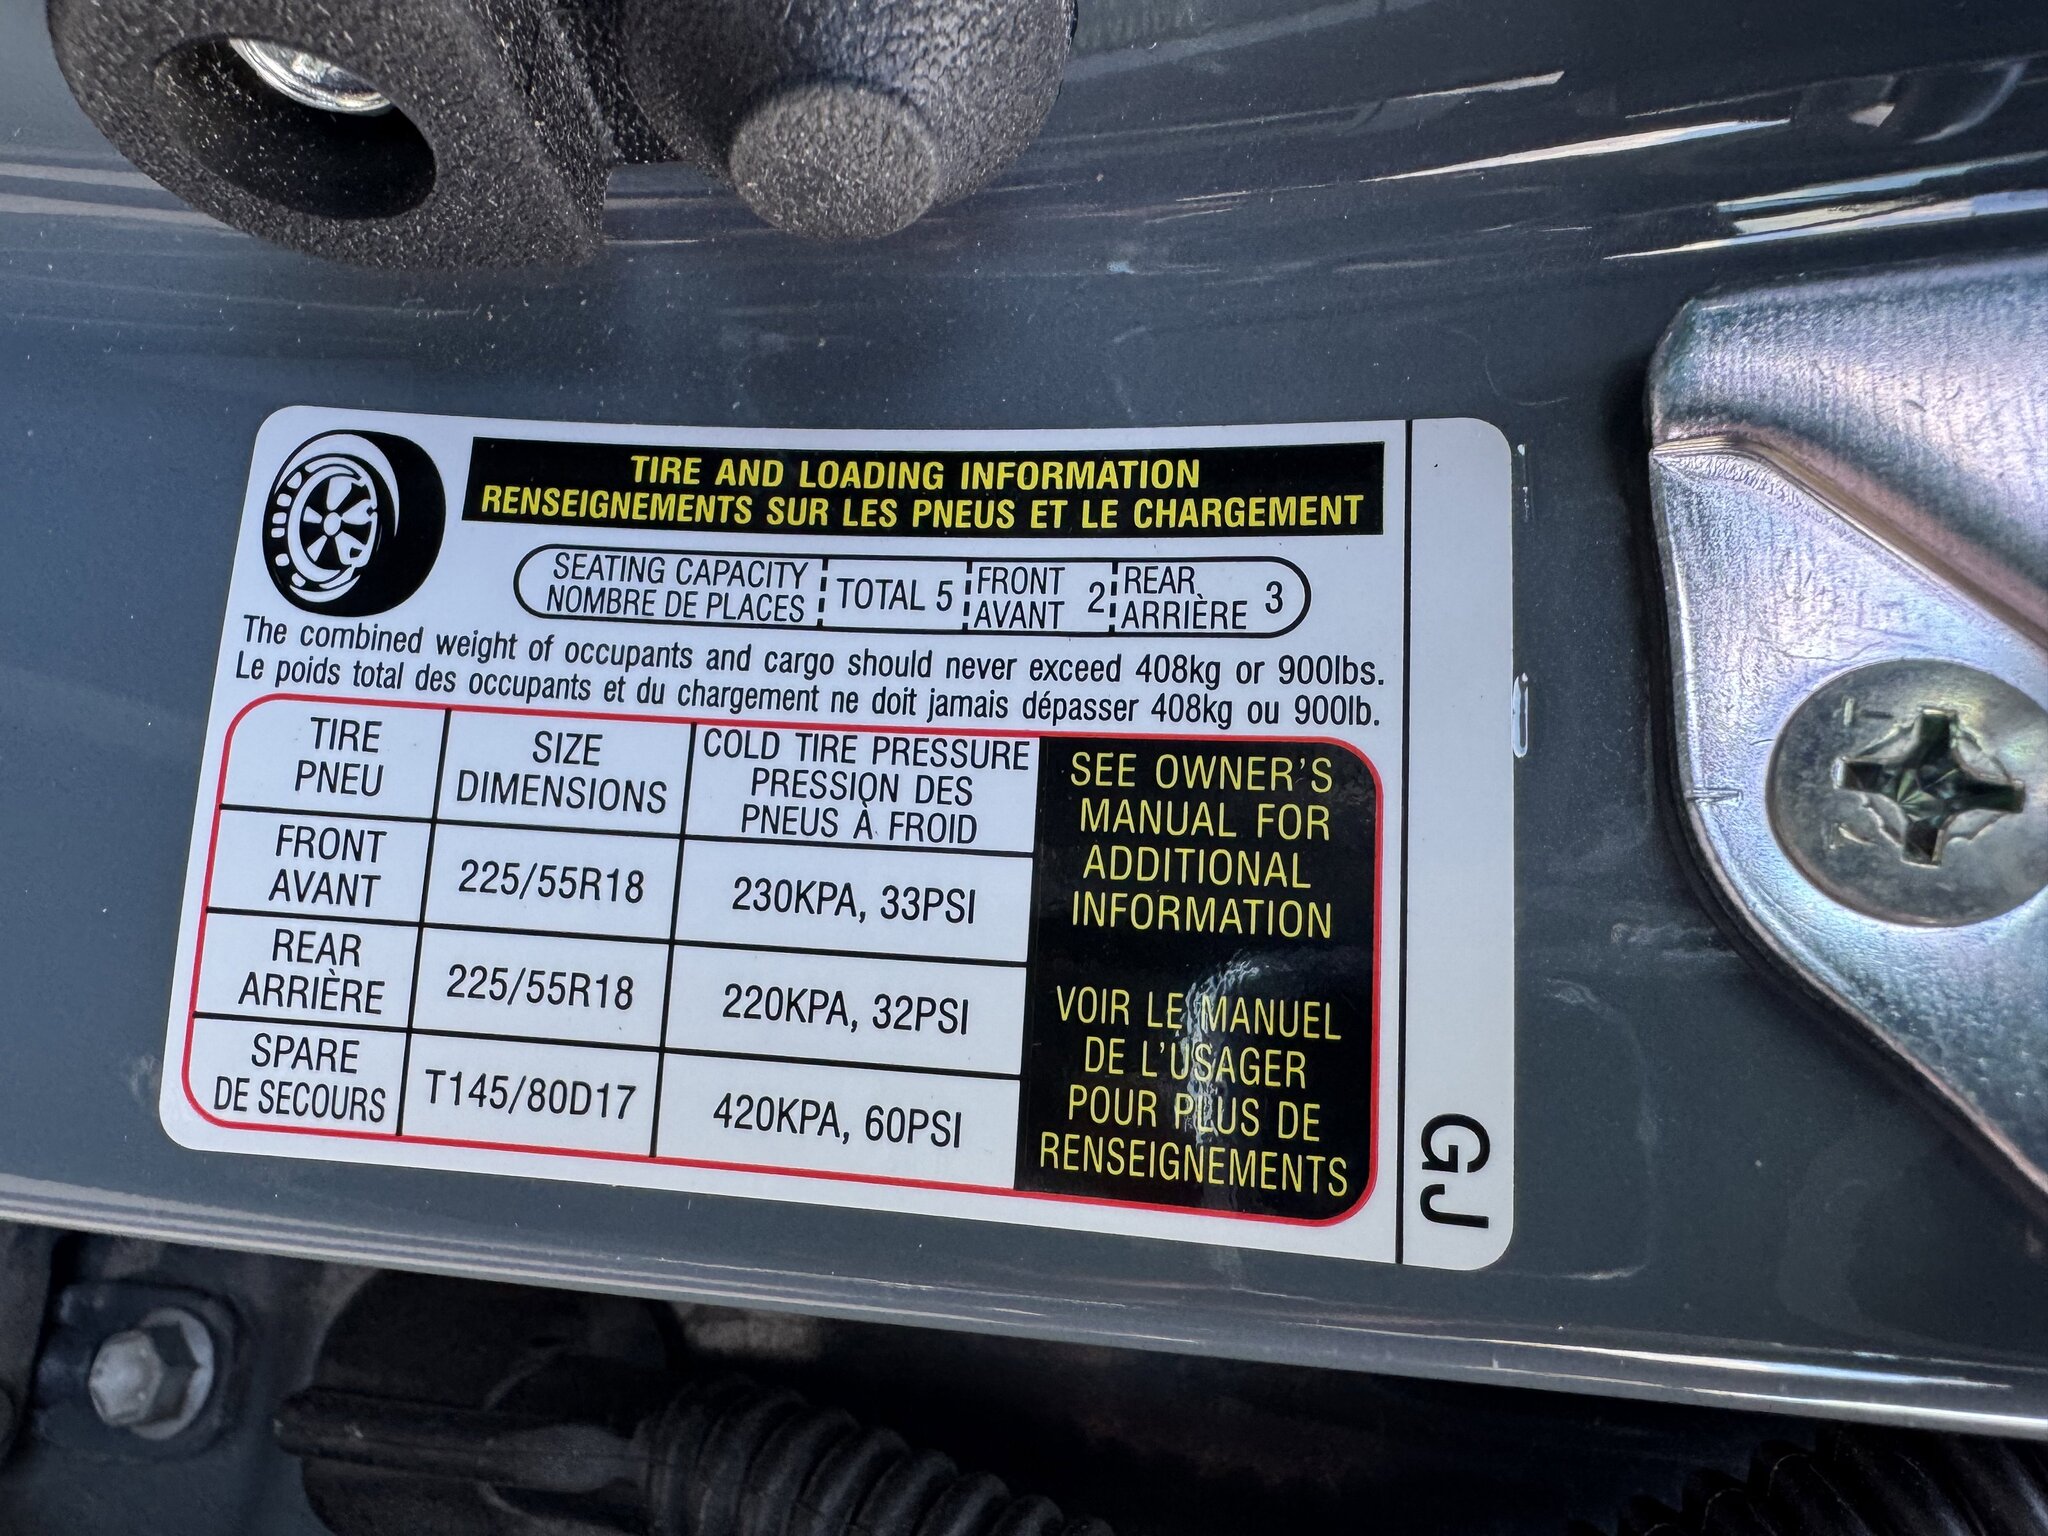 TIRE AND LOADING INFORMATION
RENSEIGNEMENTS SUR LES PNEUS ET LE CHARGEMENT
SEATING CAPACITY
NOMBRE DE PLACES
TOTAL 5
FRONT
AVANT 2
REAR
ARRIÈRE 3
The combined weight of occupants and cargo should never exceed 408kg or 900lbs.
Le poids total des occupants et du chargement ne doit jamais dépasser 408kg ou 900lb.
TIRE
PNEU
SIZE
DIMENSIONS
COLD TIRE PRESSURE
PRESSION DES
PNEUS À FROID
FRONT
AVANT
225/55R18
230KPA, 33PSI
REAR
ARRIÈRE
225/55R18
220KPA, 32PSI
SPARE
DE SECOURS
T145/80D17
420KPA, 60PSI
SEE OWNER'S
MANUAL FOR
ADDITIONAL
INFORMATION
VOIR LE MANUEL
DE L'USAGER
POUR PLUS DE
RENSEIGNEMENTS
GJ